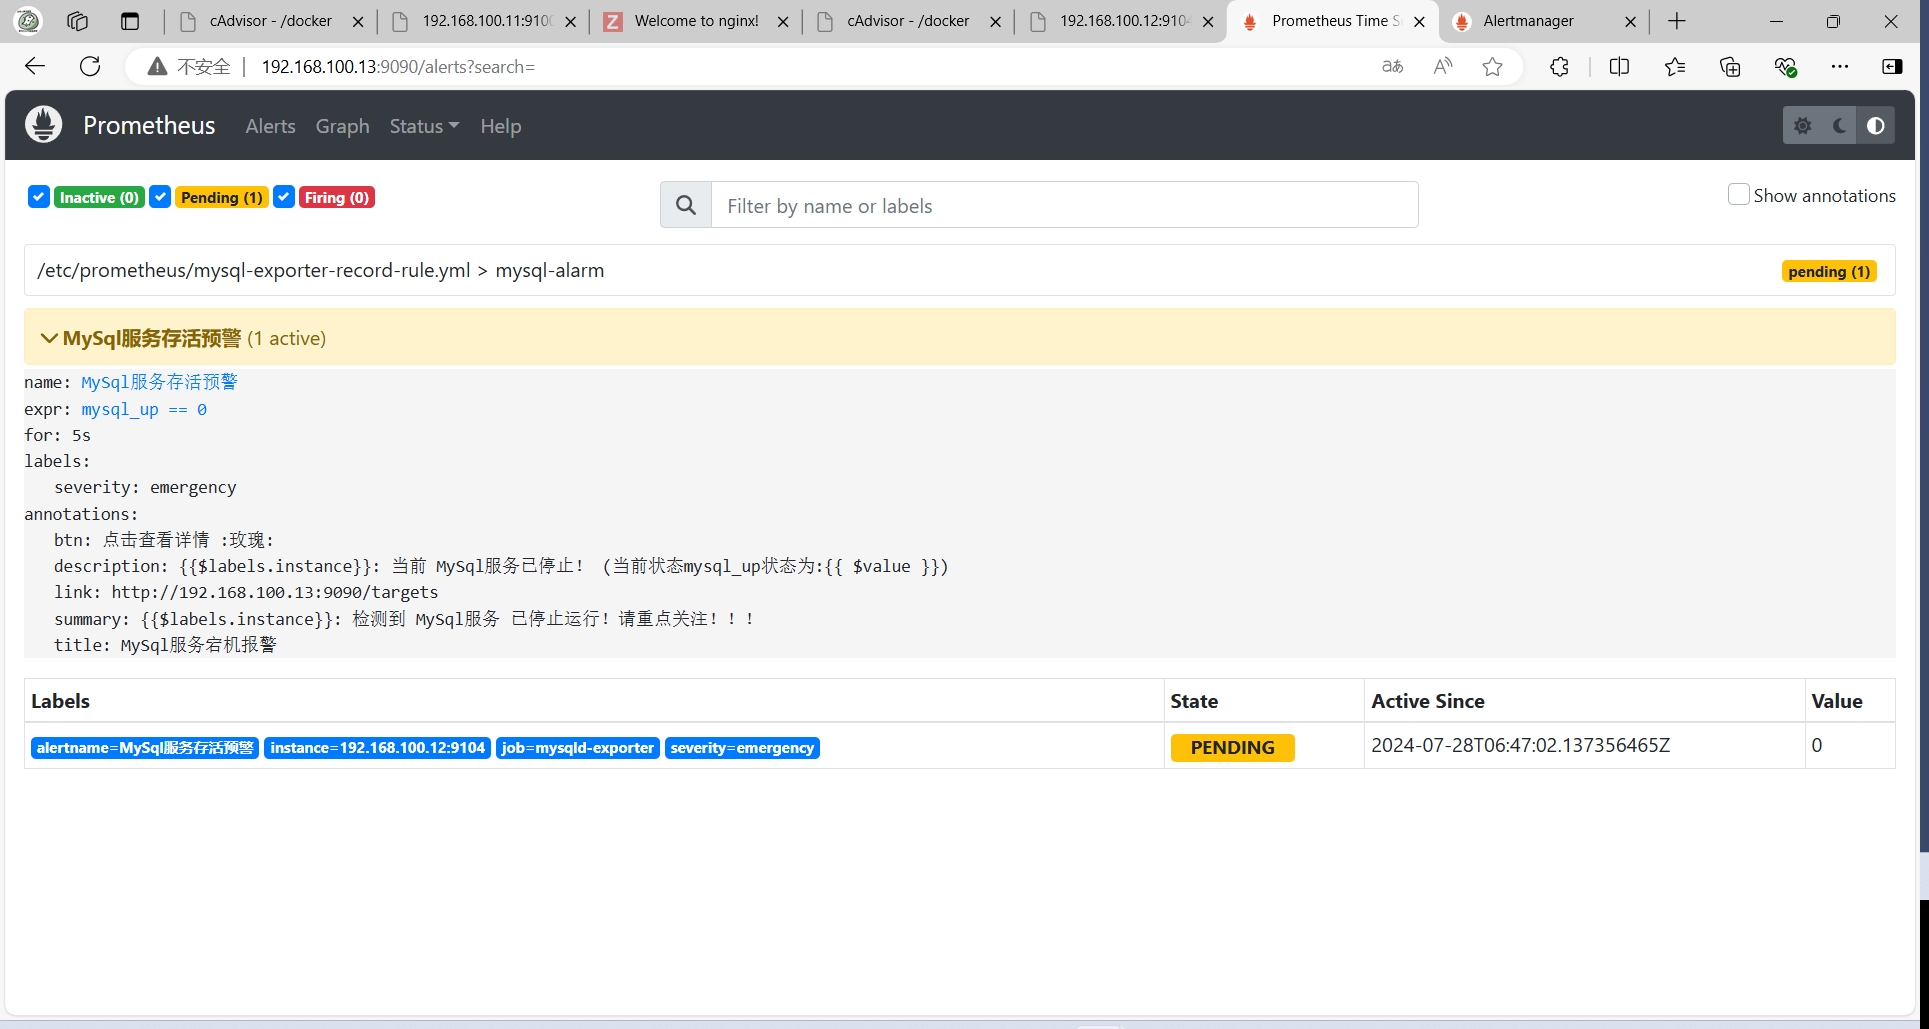 cAdvisor - /docker
192.168.100.11:910
Welcome to nginx!
cAdvisor - /docker
192.168.100.12:9104
Prometheus Time S
Alertmanager
不安全 192.168.100.13:9090/alerts?search=
Prometheus Alerts Graph Status Help
Inactive (0) Pending (1) Firing (0)
Filter by name or labels
Show annotations
/etc/prometheus/mysql-exporter-record-rule.yml > mysql-alarm
pending (1)
MySql服务存活预警 (1 active)
name: MySql服务存活预警
expr: mysql_up == 0
for: 5s
labels:
severity: emergency
annotations:
btn: 点击查看详情 :玫瑰:
description: {{$labels.instance}}: 当前 MySql服务已停止! (当前状态mysql_up状态为:{{ $value }})
link: http://192.168.100.13:9090/targets
summary: {{$labels.instance}}: 检测到 MySql服务 已停止运行! 请重点关注! ! !
title: MySql服务宕机报警
Labels State Active Since Value
alertname=MySql服务存活预警 instance=192.168.100.12:9104 job=mysqld-exporter severity=emergency PENDING 2024-07-28T06:47:02.137356465Z 0